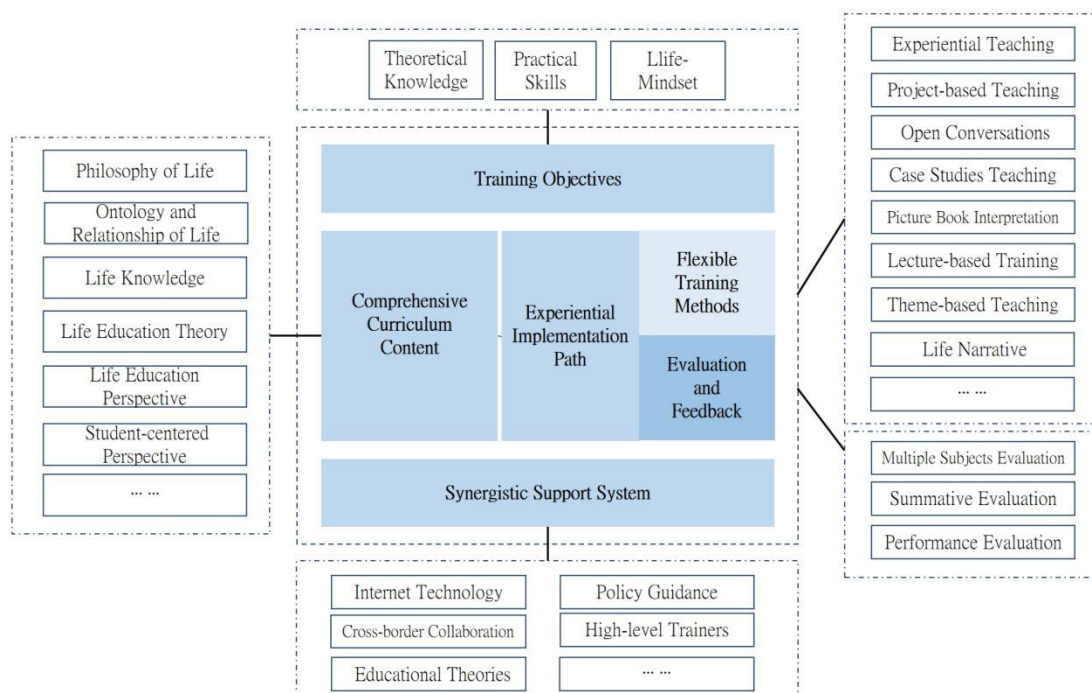 Theoretical
Knowledge
Practical
Skills
Llife-
Mindset
Training Objectives
Philosophy of Life
Ontology and
Relationship of Life
Life Knowledge
Life Education Theory
Life Education
Perspective
Student-centered
Perspective
... ...
Comprehensive
Curriculum
Content
Experiential
Implementation
Path
Flexible
Training
Methods
Evaluation
and
Feedback
Synergistic Support System
Experiential Teaching
Project-based Teaching
Open Conversations
Case Studies Teaching
Picture Book Interpretation
Lecture-based Training
Theme-based Teaching
Life Narrative
... ...
Multiple Subjects Evaluation
Summative Evaluation
Performance Evaluation
Internet Technology
Policy Guidance
Cross-border Collaboration
High-level Trainers
Educational Theories
... ...